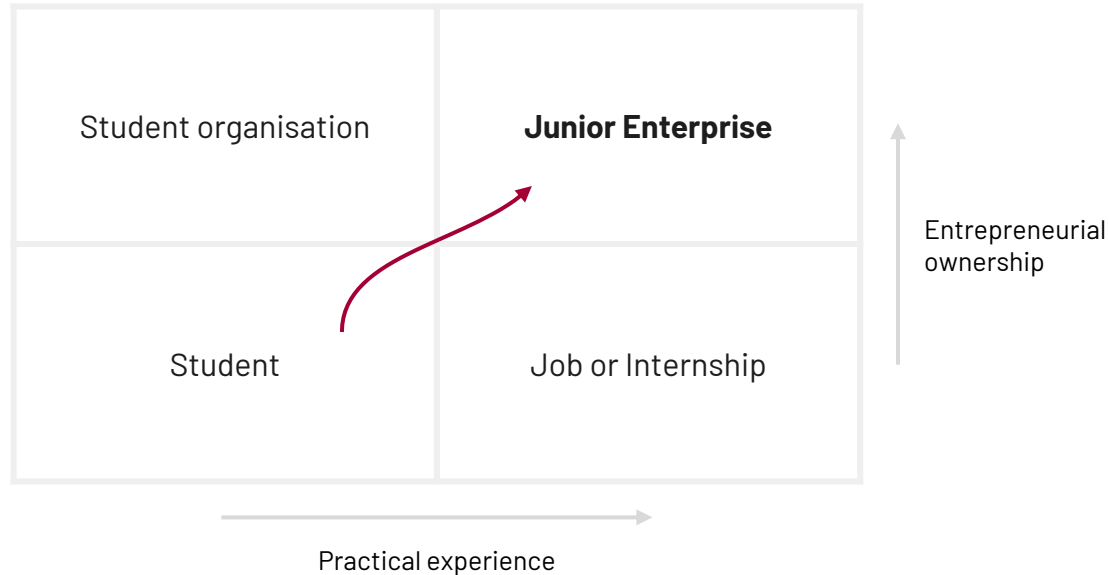 Student organisation
Junior Enterprise
Entrepreneurial
ownership
Student
Job or Internship
Practical experience